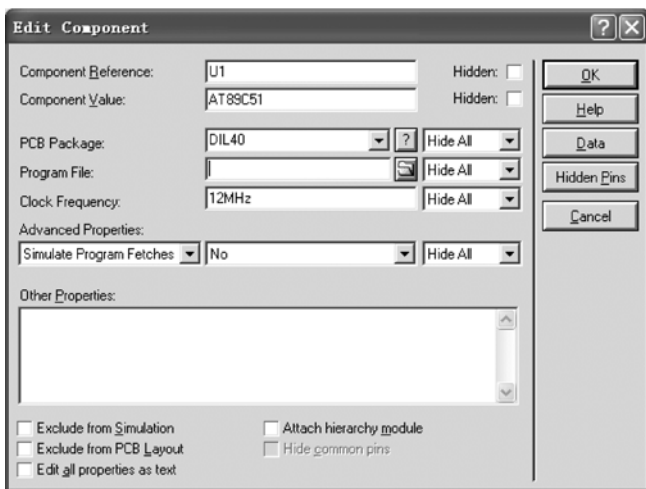 Edit Component
Component Reference: U1 Hidden: OK
Component Value: AT89C51 Hidden: Help
PCB Package: DIL40 ? Hide All Data
Program File: Hide All Hidden Pins
Clock Frequency: 12MHz Hide All Cancel
Advanced Properties:
Simulate Program Fetches No Hide All
Other Properties:
Exclude from Simulation Attach hierarchy module
Exclude from PCB Layout Hide common pins
Edit all properties as text